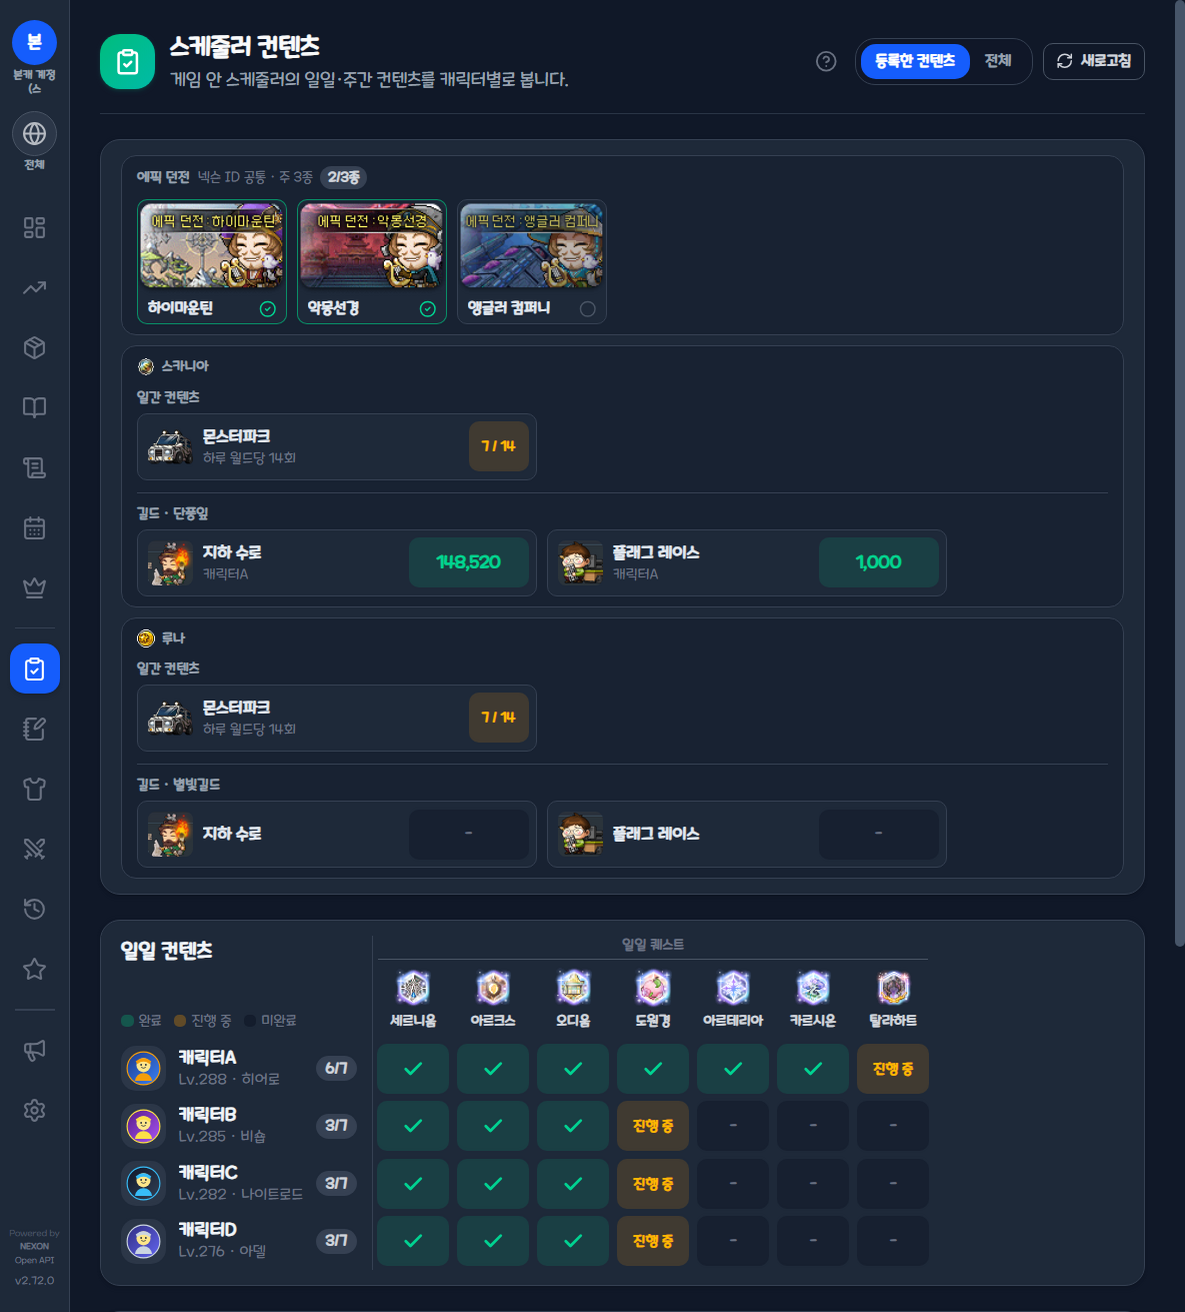 본
본캐 계정
(스
전체
Powered by
NEXON
Open API
v2.72.0
스케줄러 컨텐츠
게임 안 스케줄러의 일일·주간 컨텐츠를 캐릭터별로 봅니다.
등록한 컨텐츠
전체
새로고침
에픽 던전 넥슨 ID 공통 · 주 3종 2/3종
에픽 던전 : 하이마운틴
에픽 던전 : 악몽선경
에픽 던전 : 앵글러 컴퍼니
하이마운틴
악몽선경
앵글러 컴퍼니
스카니아
일간 컨텐츠
몬스터파크
하루 월드당 14회
7 / 14
길드 · 단풍잎
지하 수로
캐릭터A
148,520
플래그 레이스
캐릭터A
1,000
루나
일간 컨텐츠
몬스터파크
하루 월드당 14회
7 / 14
길드 · 별빛길드
지하 수로
-
플래그 레이스
-
일일 컨텐츠
완료 진행 중 미완료
일일 퀘스트
세르니움 아르크스 오디움 도원경 아르테리아 카르시온 탈라하트
캐릭터A
Lv.288 · 히어로
6/7
진행 중
캐릭터B
Lv.285 · 비숍
3/7
진행 중 - - -
캐릭터C
Lv.282 · 나이트로드
3/7
진행 중 - - -
캐릭터D
Lv.276 · 아델
3/7
진행 중 - - -